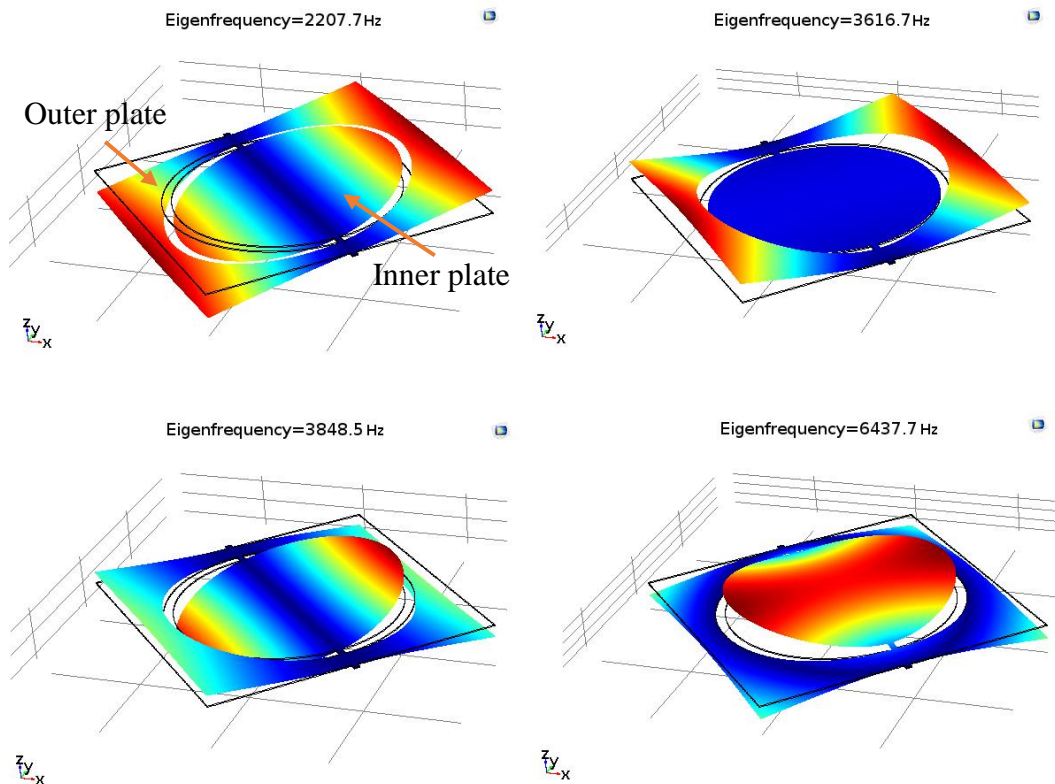 Eigenfrequency=2207.7 Hz
Eigenfrequency=3616.7 Hz
Outer plate
Inner plate
z y x
z y x
Eigenfrequency=3848.5 Hz
Eigenfrequency=6437.7 Hz
z y x
z y x